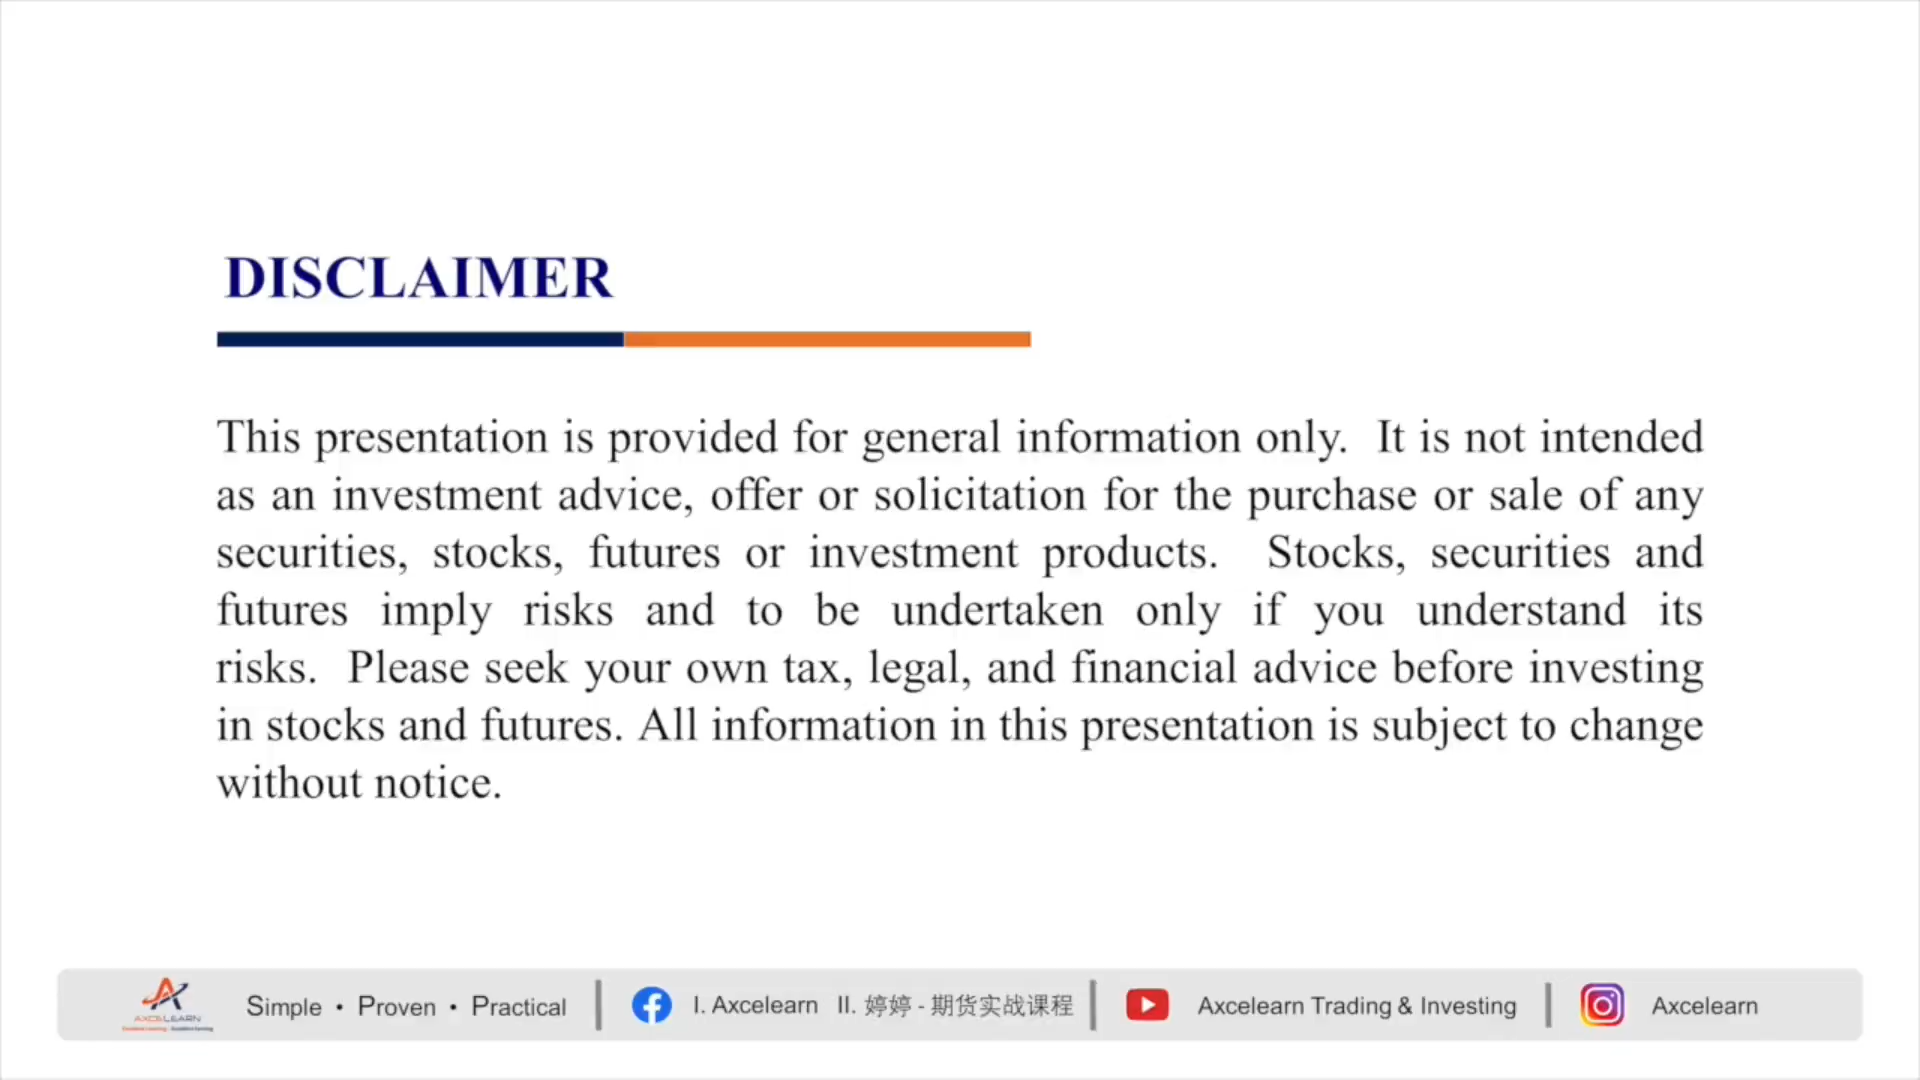 DISCLAIMER
This presentation is provided for general information only.  It is not intended
as an investment advice, offer or solicitation for the purchase or sale of any
securities, stocks, futures or investment products.  Stocks, securities and
futures imply risks and to be undertaken only if you understand its
risks.  Please seek your own tax, legal, and financial advice before investing
in stocks and futures. All information in this presentation is subject to change
without notice.
AXCELEARN
Simple • Proven • Practical
I. Axcelearn II. 婷婷 - 期货实战课程
Axcelearn Trading & Investing
Axcelearn